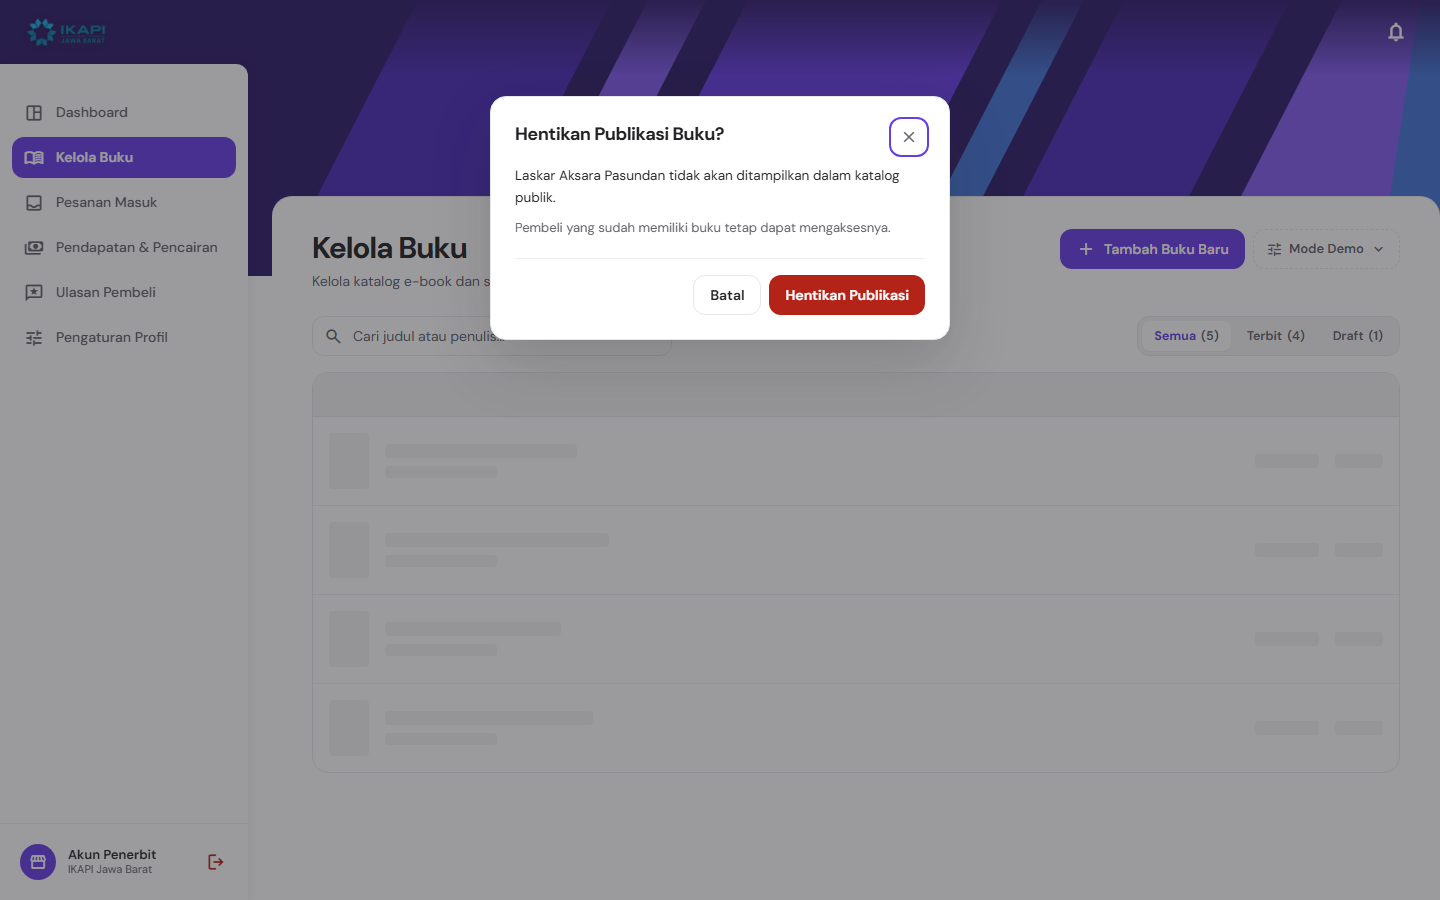 IKAPI
JAWA BARAT
Dashboard
Kelola Buku
Pesanan Masuk
Pendapatan & Pencairan
Ulasan Pembeli
Pengaturan Profil
Akun Penerbit
IKAPI Jawa Barat
Hentikan Publikasi Buku?
Laskar Aksara Pasundan tidak akan ditampilkan dalam katalog
publik.
Pembeli yang sudah memiliki buku tetap dapat mengaksesnya.
Batal
Hentikan Publikasi
Kelola Buku
Kelola katalog e-book dan s
Tambah Buku Baru
Mode Demo
Cari judul atau penulis...
Semua (5)
Terbit (4)
Draft (1)